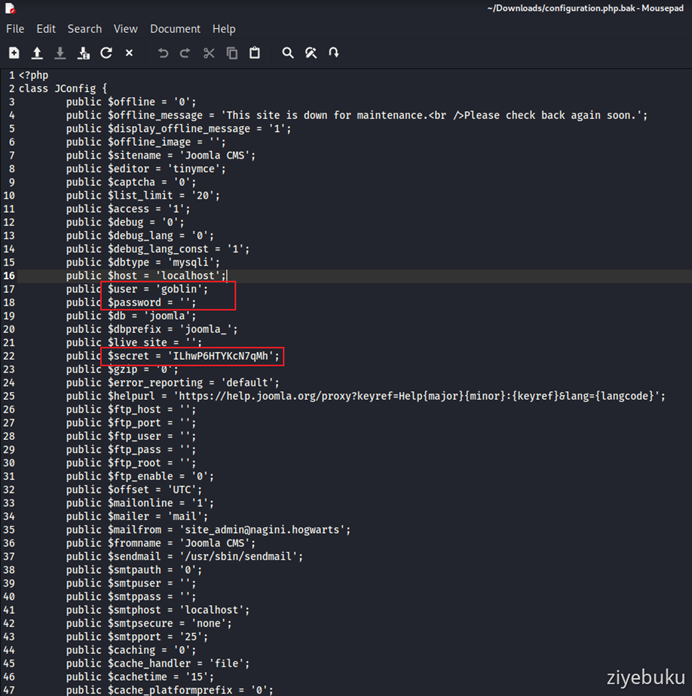 ~/Downloads/configuration.php.bak - Mousepad
File Edit Search View Document Help
1 <?php
2 class JConfig {
3 public $offline = '0';
4 public $offline_message = 'This site is down for maintenance.<br />Please check back again soon.';
5 public $display_offline_message = '1';
6 public $offline_image = '';
7 public $sitename = 'Joomla CMS';
8 public $editor = 'tinymce';
9 public $captcha = '0';
10 public $list_limit = '20';
11 public $access = '1';
12 public $debug = '0';
13 public $debug_lang = '0';
14 public $debug_lang_const = '1';
15 public $dbtype = 'mysqli';
16 public $host = 'localhost';
17 public $user = 'goblin';
18 public $password = '';
19 public $db = 'joomla';
20 public $dbprefix = 'joomla_';
21 public $live_site = '';
22 public $secret = 'ILhwP6HTYKcN7qMh';
23 public $gzip = '0';
24 public $error_reporting = 'default';
25 public $helpurl = 'https://help.joomla.org/proxy?keyref=Help{major}{minor}:{keyref}&lang={langcode}';
26 public $ftp_host = '';
27 public $ftp_port = '';
28 public $ftp_user = '';
29 public $ftp_pass = '';
30 public $ftp_root = '';
31 public $ftp_enable = '0';
32 public $offset = 'UTC';
33 public $mailonline = '1';
34 public $mailer = 'mail';
35 public $mailfrom = 'site_admin@nagini.hogwarts';
36 public $fromname = 'Joomla CMS';
37 public $sendmail = '/usr/sbin/sendmail';
38 public $smtpauth = '0';
39 public $smtpuser = '';
40 public $smtppass = '';
41 public $smtphost = 'localhost';
42 public $smtpsecure = 'none';
43 public $smtpport = '25';
44 public $caching = '0';
45 public $cache_handler = 'file';
46 public $cachetime = '15';
47 public $cache_platformprefix = '0';
ziyebuku